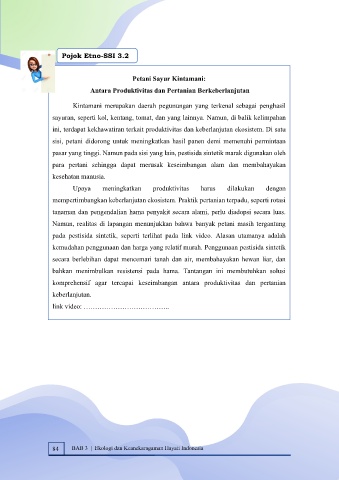 Pojok Etno-SSI 3.2
Petani Sayur Kintamani:
Antara Produktivitas dan Pertanian Berkeberlanjutan
Kintamani merupakan daerah pegunungan yang terkenal sebagai penghasil
sayuran, seperti kol, kentang, tomat, dan yang lainnya. Namun, di balik kelimpahan
ini, terdapat kekhawatiran terkait produktivitas dan keberlanjutan ekosistem. Di satu
sisi, petani didorong untuk meningkatkan hasil panen demi memenuhi permintaan
pasar yang tinggi. Namun pada sisi yang lain, pestisida sintetik marak digunakan oleh
para pertani sehingga dapat merusak keseimbangan alam dan membahayakan
kesehatan manusia.
Upaya meningkatkan produktivitas harus dilakukan dengan
mempertimbangkan keberlanjutan ekosistem. Praktik pertanian terpadu, seperti rotasi
tanaman dan pengendalian hama penyakit secara alami, perlu diadopsi secara luas.
Namun, realitas di lapangan menunjukkan bahwa banyak petani masih tergantung
pada pestisida sintetik, seperti terlihat pada link video. Alasan utamanya adalah
kemudahan penggunaan dan harga yang relatif murah. Penggunaan pestisida sintetik
secara berlebihan dapat mencemari tanah dan air, membahayakan hewan liar, dan
bahkan menimbulkan resistensi pada hama. Tantangan ini membutuhkan solusi
komprehensif agar tercapai keseimbangan antara produktivitas dan pertanian
keberlanjutan.
link video: ……………………………………
84 BAB 3 | Ekologi dan Keanekaragaman Hayati Indonesia